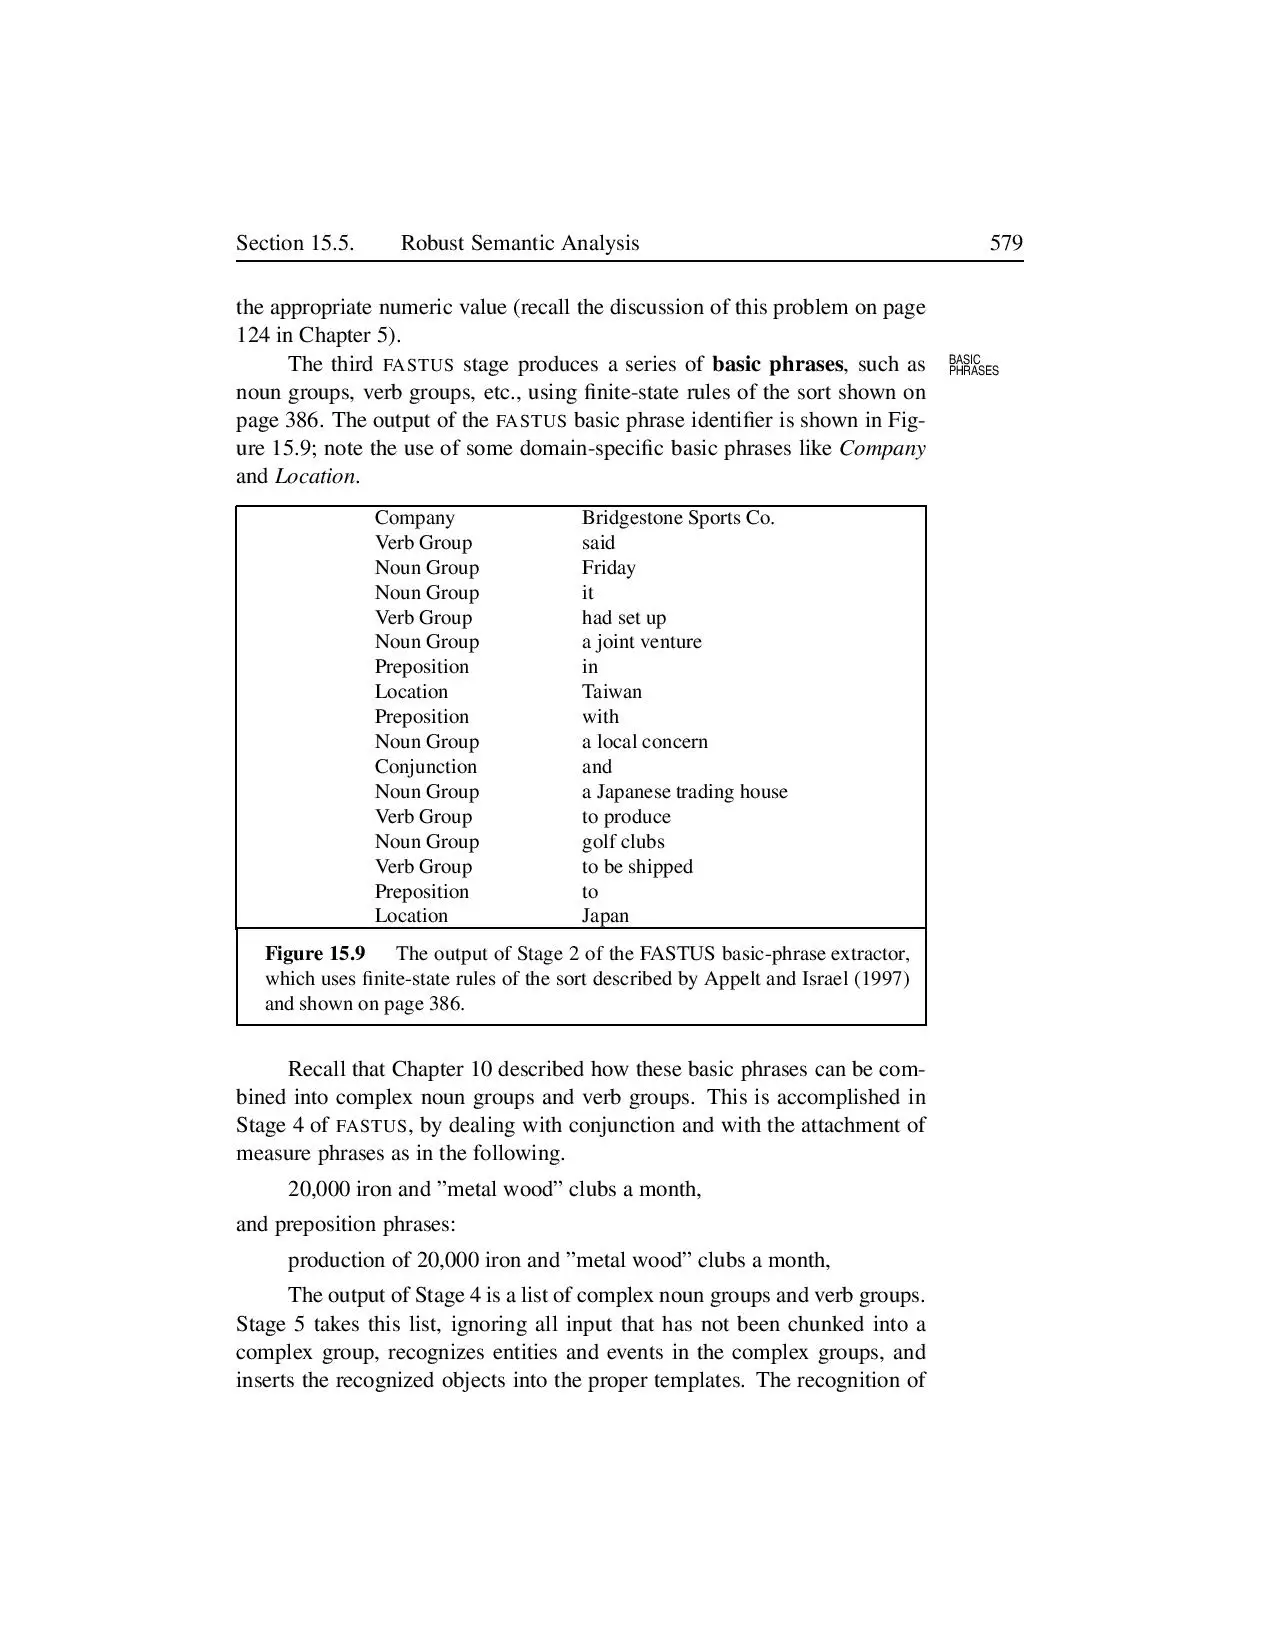 Section 15.5. Robust Semantic Analysis 579
the appropriate numeric value (recall the discussion of this problem on page
124 in Chapter 5).
The third FASTUS stage produces a series of basic phrases, such as
BASIC
PHRASES
noun groups, verb groups, etc., using finite-state rules of the sort shown on
page 386. The output of the FASTUS basic phrase identifier is shown in Fig-
ure 15.9; note the use of some domain-specific basic phrases like Company
and Location.
Company Bridgestone Sports Co.
Verb Group said
Noun Group Friday
Noun Group it
Verb Group had set up
Noun Group a joint venture
Preposition in
Location Taiwan
Preposition with
Noun Group a local concern
Conjunction and
Noun Group a Japanese trading house
Verb Group to produce
Noun Group golf clubs
Verb Group to be shipped
Preposition to
Location Japan
Figure 15.9 The output of Stage 2 of the FASTUS basic-phrase extractor,
which uses finite-state rules of the sort described by Appelt and Israel (1997)
and shown on page 386.
Recall that Chapter 10 described how these basic phrases can be com-
bined into complex noun groups and verb groups. This is accomplished in
Stage 4 of FASTUS, by dealing with conjunction and with the attachment of
measure phrases as in the following.
20,000 iron and ”metal wood” clubs a month,
and preposition phrases:
production of 20,000 iron and ”metal wood” clubs a month,
The output of Stage 4 is a list of complex noun groups and verb groups.
Stage 5 takes this list, ignoring all input that has not been chunked into a
complex group, recognizes entities and events in the complex groups, and
inserts the recognized objects into the proper templates. The recognition of